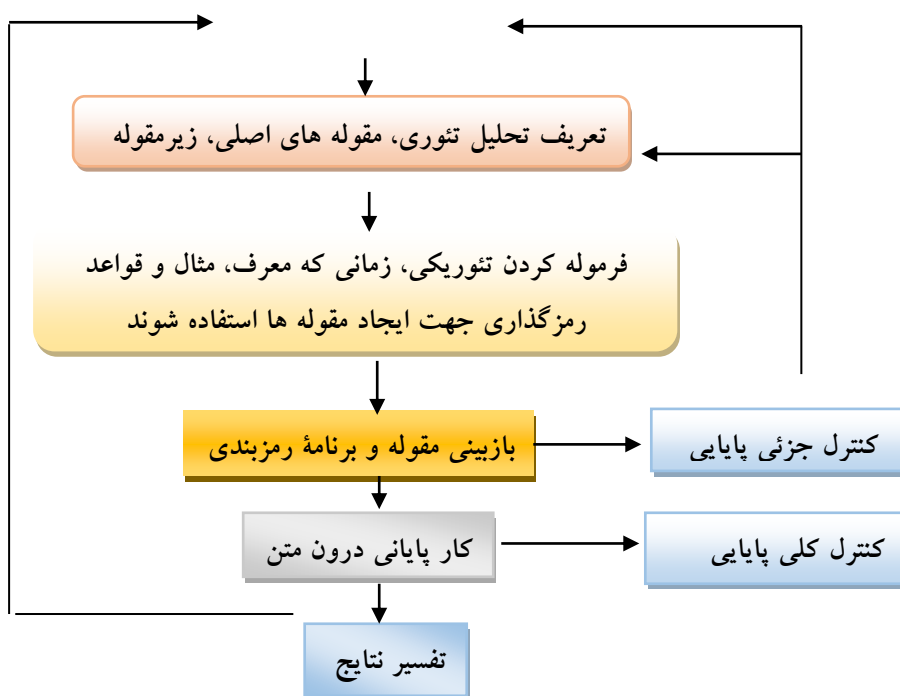 تعریف تحلیل تئوری، مقوله های اصلی، زیرمقوله
فرموله کردن تئوریکی، زمانی که معرف، مثال و قواعد
رمزگذاری جهت ایجاد مقوله ها استفاده شوند
بازبینی مقوله و برنامۀ رمزبندی
کنترل جزئی پایایی
کار پایانی درون متن
کنترل کلی پایایی
تفسیر نتایج